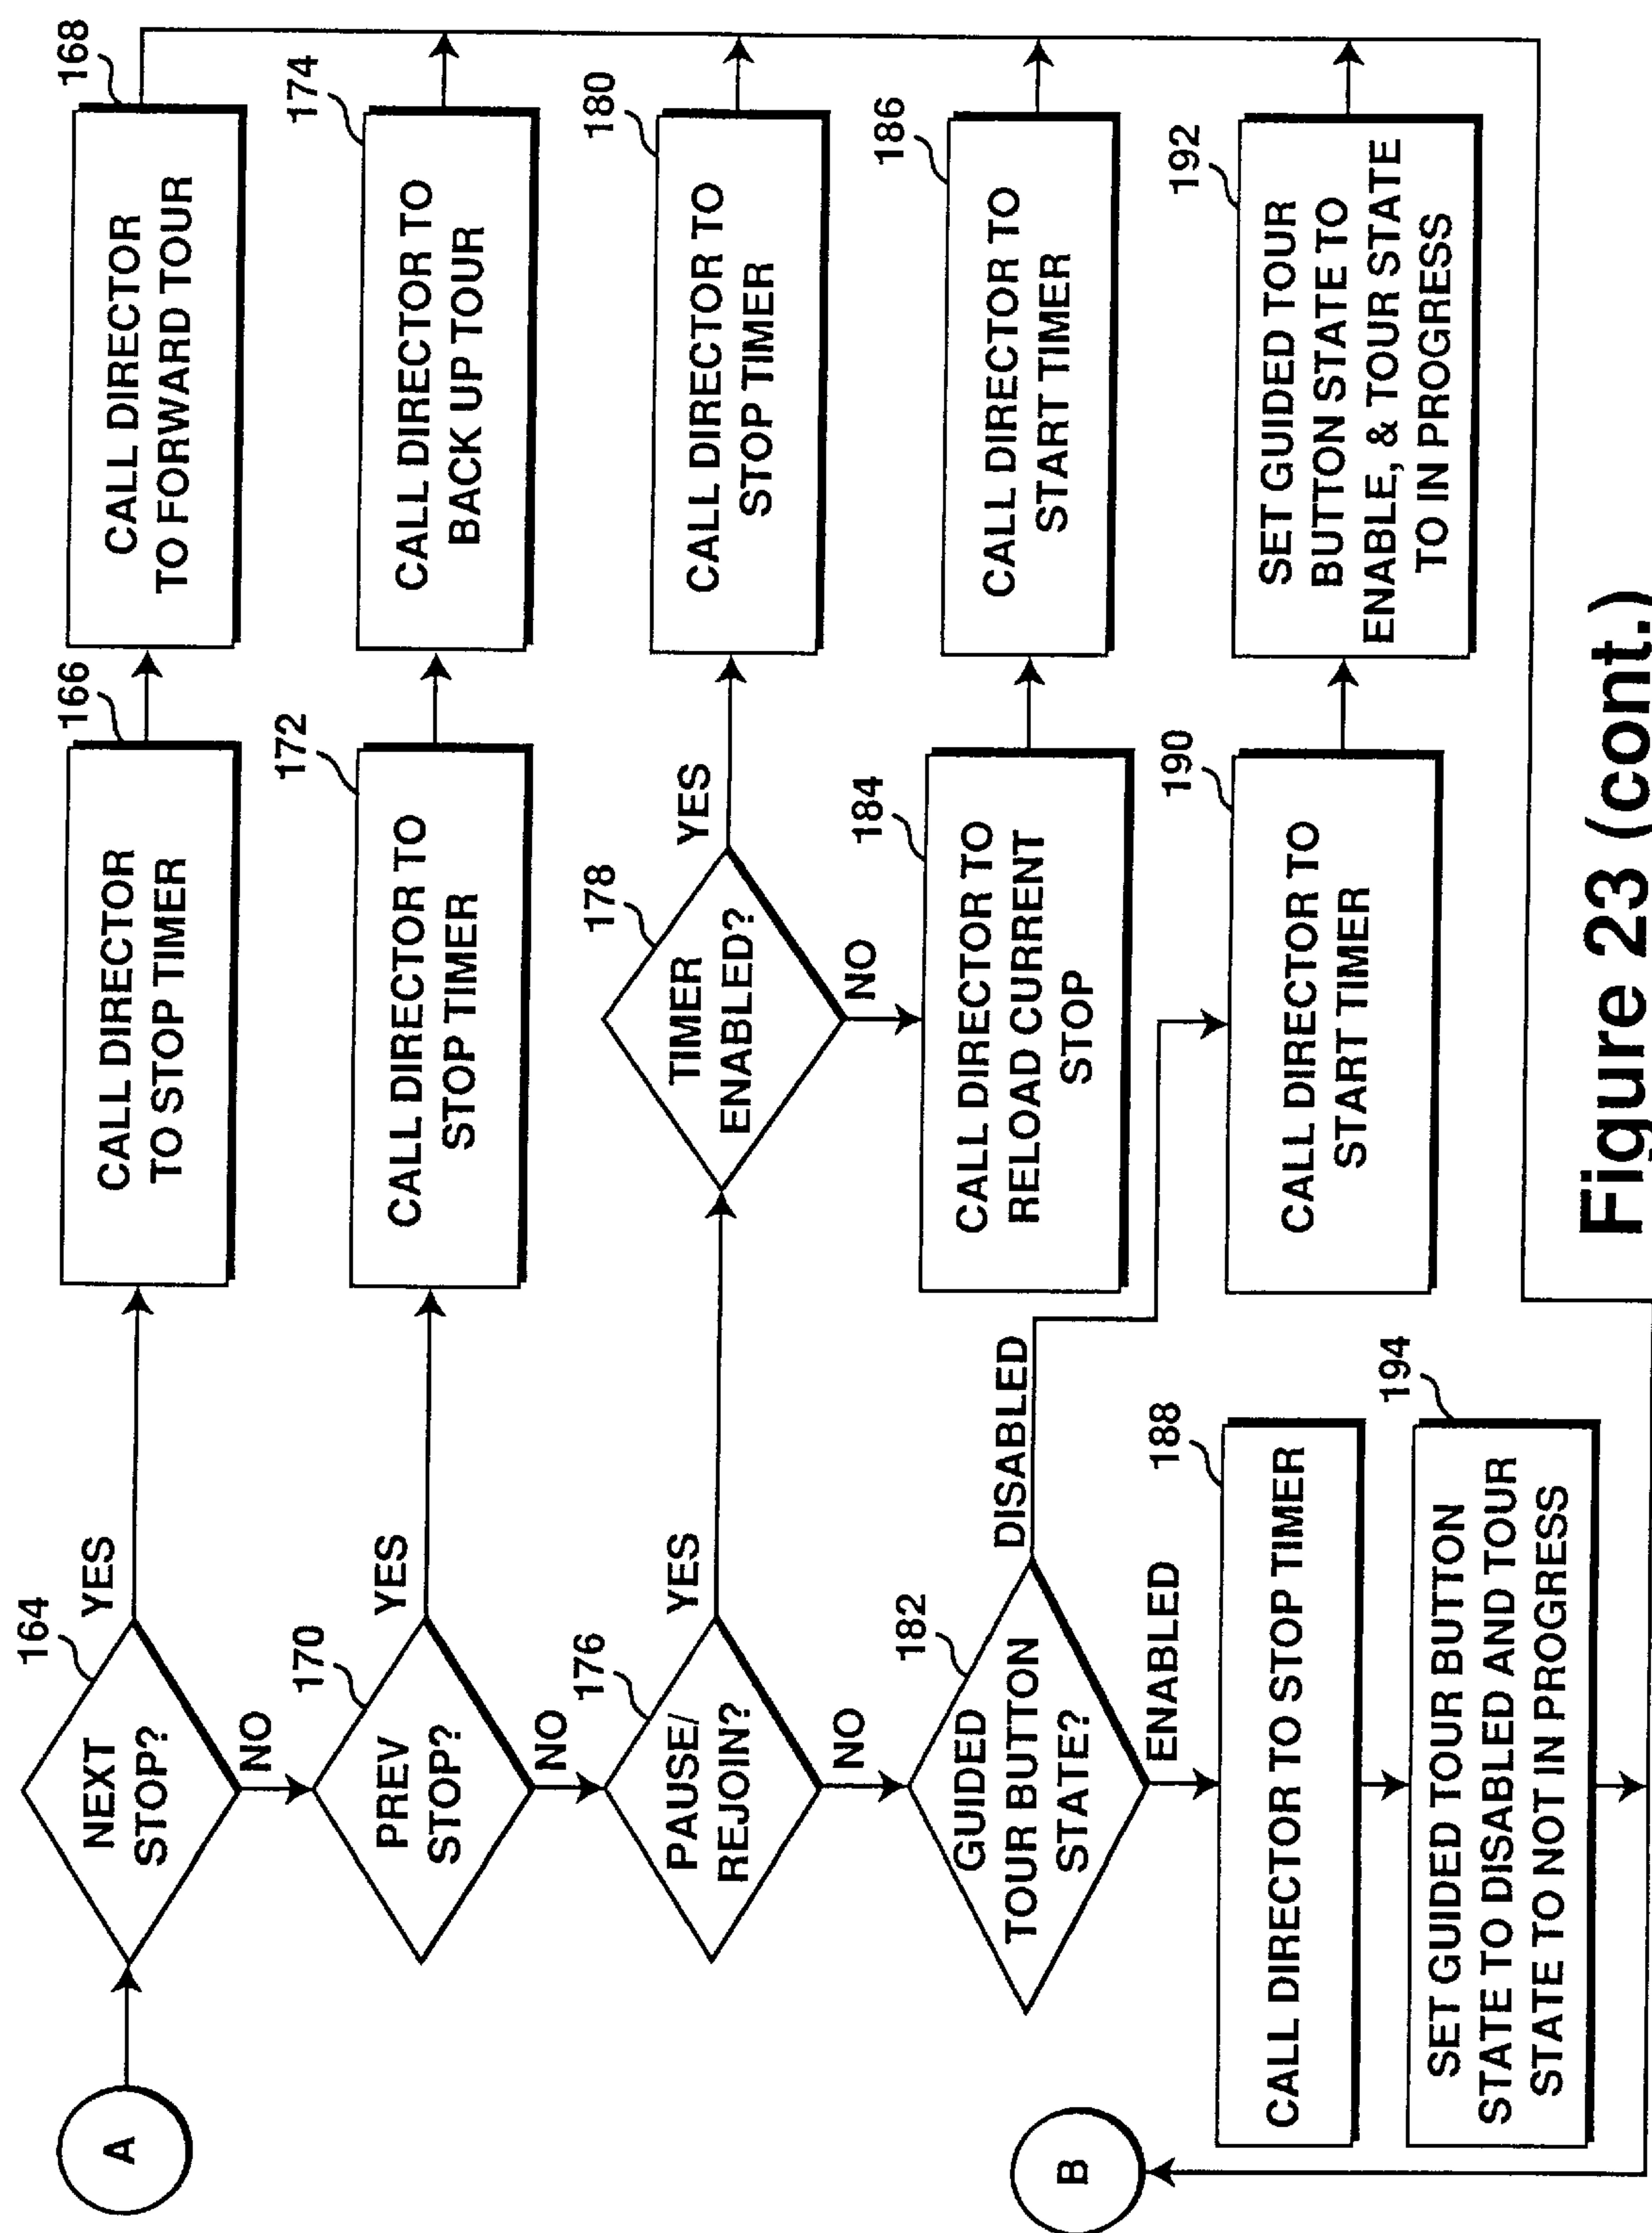 A
164
NEXT
STOP?
YES
NO
166
CALL DIRECTOR
TO STOP TIMER
168
CALL DIRECTOR
TO FORWARD TOUR
170
PREV
STOP?
YES
NO
172
CALL DIRECTOR TO
STOP TIMER
174
CALL DIRECTOR TO
BACK UP TOUR
176
PAUSE/
REJOIN?
YES
NO
178
TIMER
ENABLED?
YES
NO
180
CALL DIRECTOR TO
STOP TIMER
182
GUIDED
TOUR BUTTON
STATE?
DISABLED
ENABLED
184
CALL DIRECTOR TO
RELOAD CURRENT
STOP
186
CALL DIRECTOR TO
START TIMER
188
CALL DIRECTOR TO STOP TIMER
190
CALL DIRECTOR TO
START TIMER
192
SET GUIDED TOUR
BUTTON STATE TO
ENABLE, & TOUR STATE
TO IN PROGRESS
194
SET GUIDED TOUR BUTTON
STATE TO DISABLED AND TOUR
STATE TO NOT IN PROGRESS
B
Figure 23 (cont.)